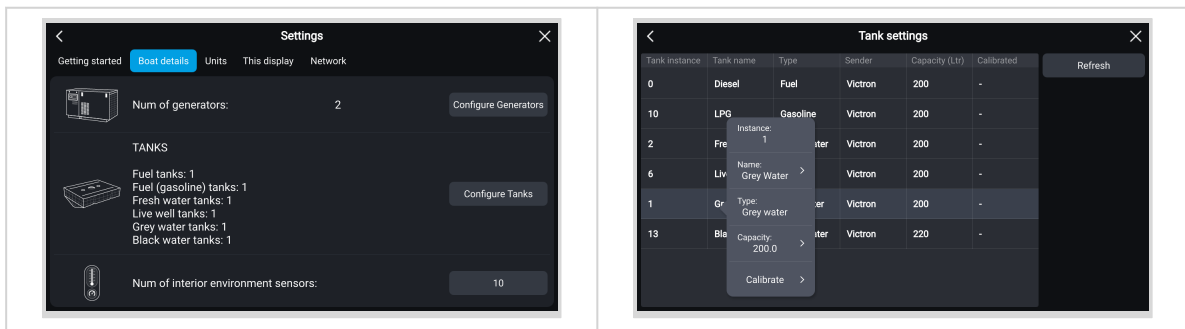 Settings
Getting started Boat details Units This display Network
Num of generators: 2 Configure Generators
TANKS
Fuel tanks: 1
Fuel (gasoline) tanks: 1
Fresh water tanks: 1
Live well tanks: 1
Grey water tanks: 1
Black water tanks: 1
Configure Tanks
Num of interior environment sensors: 10
Tank settings
Tank instance Tank name Type Sender Capacity (Ltr) Calibrated
Refresh
0 Diesel Fuel Victron 200 -
10 LPG Gasoline Victron 200 -
2 Fre ter Victron 200 -
6 Liv Victron 200 -
1 Gr er Victron 200 -
13 Bla ter Victron 220 -
Instance:
1
Name:
Grey Water
Type:
Grey water
Capacity:
200.0
Calibrate